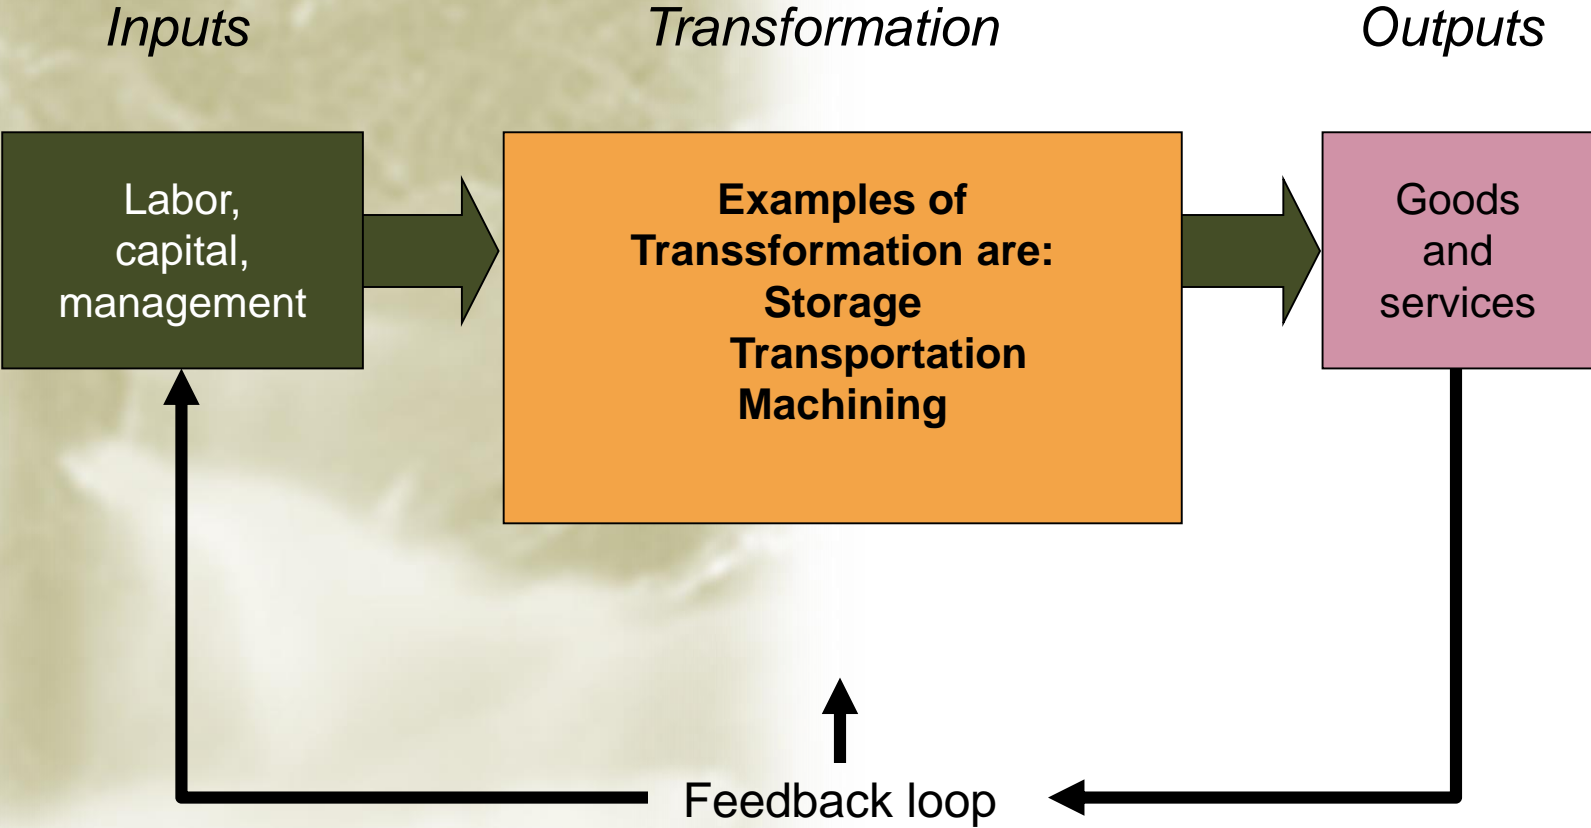 Inputs
Transformation
Outputs
Labor,
capital,
management
Examples of
Transsformation are:
Storage
Transportation
Machining
Goods
and
services
Feedback loop